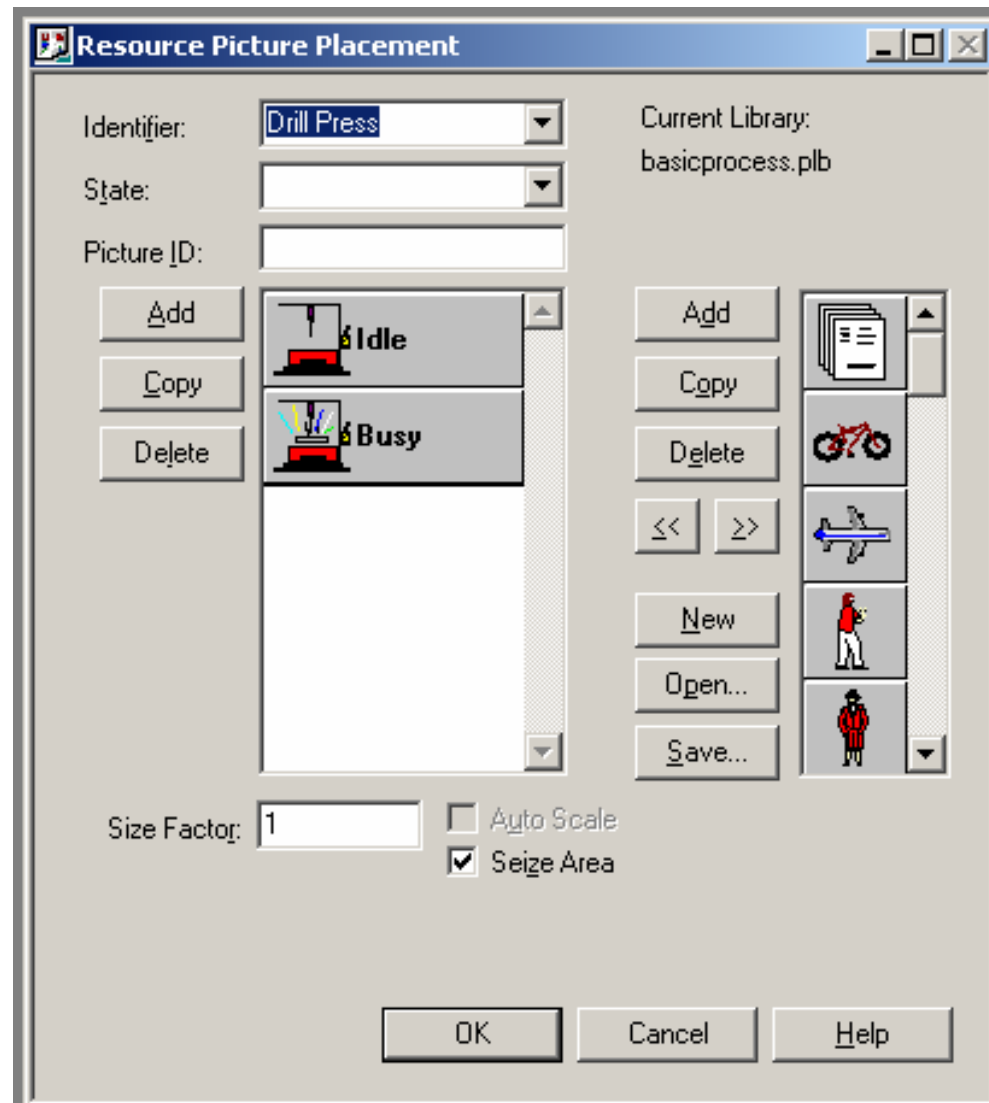 Resource Picture Placement
Identifier:
Drill Press
State:
Picture ID:
Add
Copy
Delete
Idle
Busy
Current Library:
basicprocess.plb
Add
Copy
Delete
<<
>>
New
Open...
Save...
Size Factor:
1
Auto Scale
Seize Area
OK
Cancel
Help